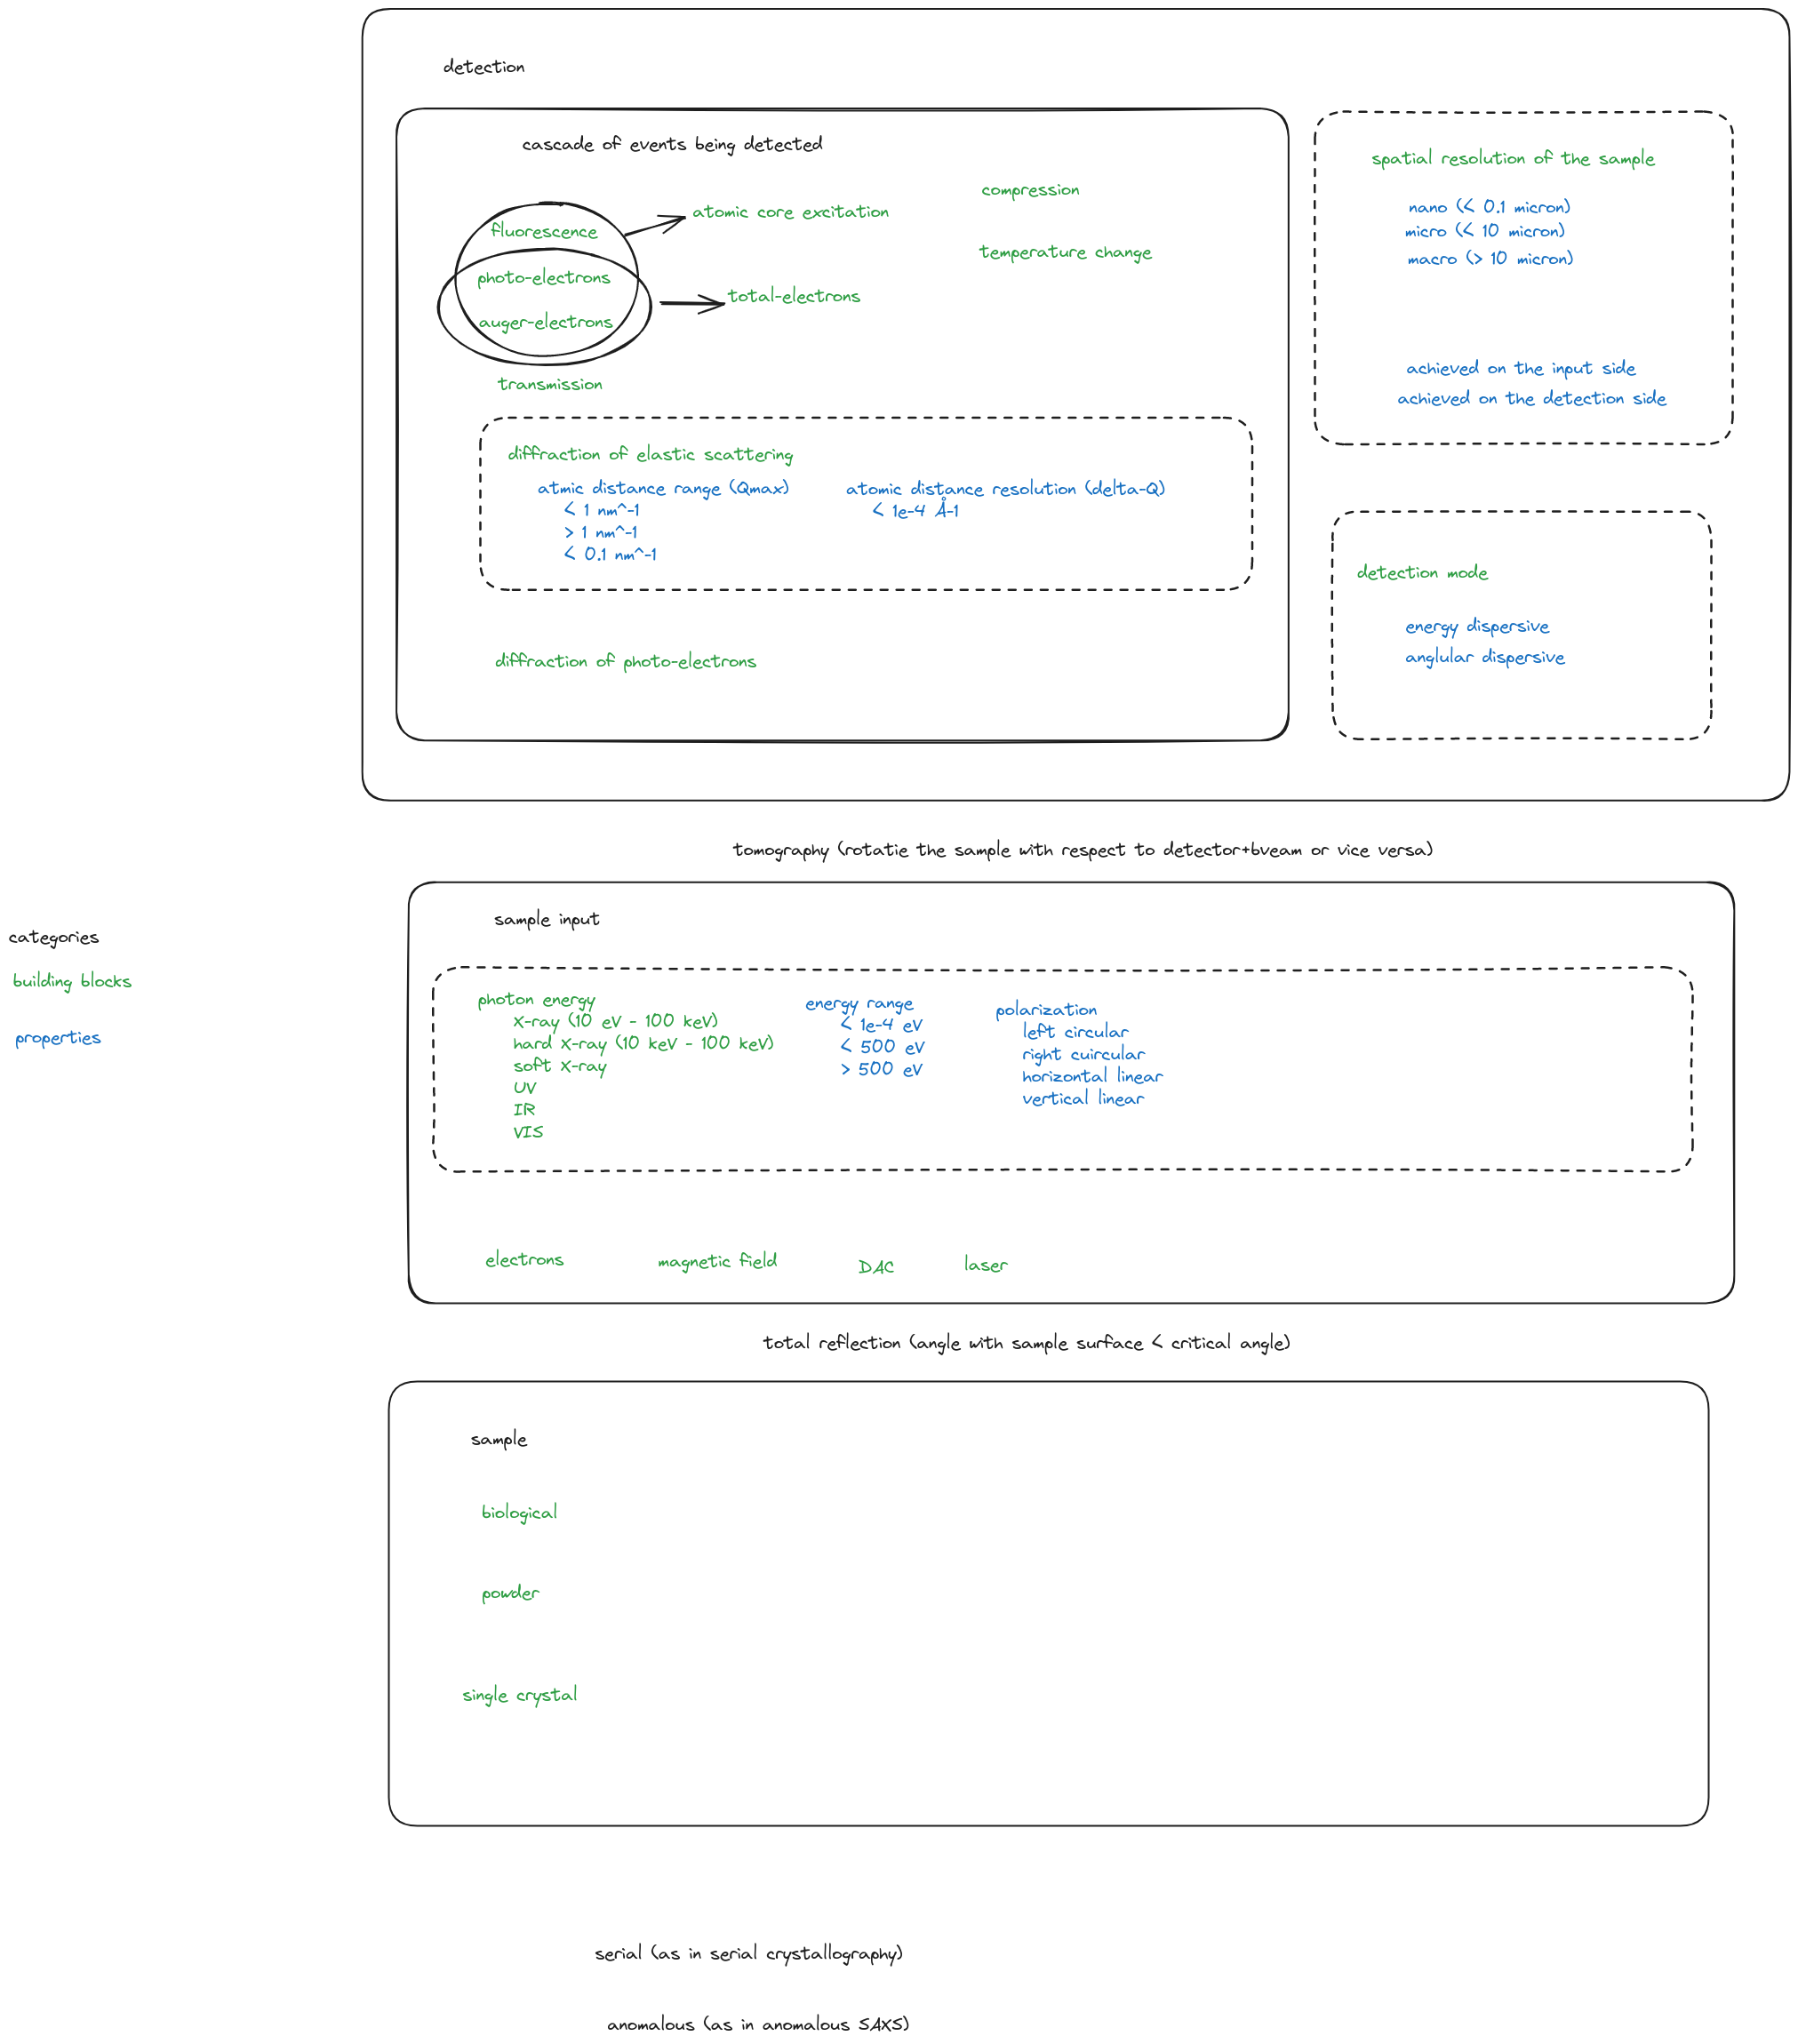 detection
cascade of events being detected
fluorescence
photo-electrons
auger-electrons
atomic core excitation
total-electrons
compression
temperature change
transmission
diffraction of elastic scattering
atmic distance range (Qmax)
< 1 nm^-1
> 1 nm^-1
< 0.1 nm^-1
atomic distance resolution (delta-Q)
< 1e-4 Å-1
diffraction of photo-electrons
spatial resolution of the sample
nano (< 0.1 micron)
micro (< 10 micron)
macro (> 10 micron)
achieved on the input side
achieved on the detection side
detection mode
energy dispersive
anglular dispersive
tomography (rotatie the sample with respect to detector+bveam or vice versa)
categories
building blocks
properties
sample input
photon energy
X-ray (10 eV - 100 keV)
hard X-ray (10 keV - 100 keV)
soft X-ray
UV
IR
VIS
energy range
< 1e-4 eV
< 500 eV
> 500 eV
polarization
left circular
right cuircular
horizontal linear
vertical linear
electrons
magnetic field
DAC
laser
total reflection (angle with sample surface < critical angle)
sample
biological
powder
single crystal
serial (as in serial crystallography)
anomalous (as in anomalous SAXS)